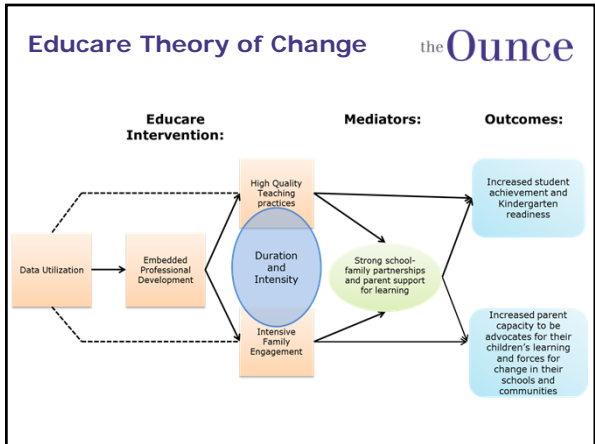 Educare Theory of Change
the Ounce
Educare
Intervention:
Mediators:
Outcomes:
High Quality
Teaching
practices
Increased student
achievement and
Kindergarten
readiness
Data Utilization
Embedded
Professional
Development
Duration
and
Intensity
Strong school-
family partnerships
and parent support
for learning
Intensive
Family
Engagement
Increased parent
capacity to be
advocates for their
children's learning
and forces for
change in their
schools and
communities